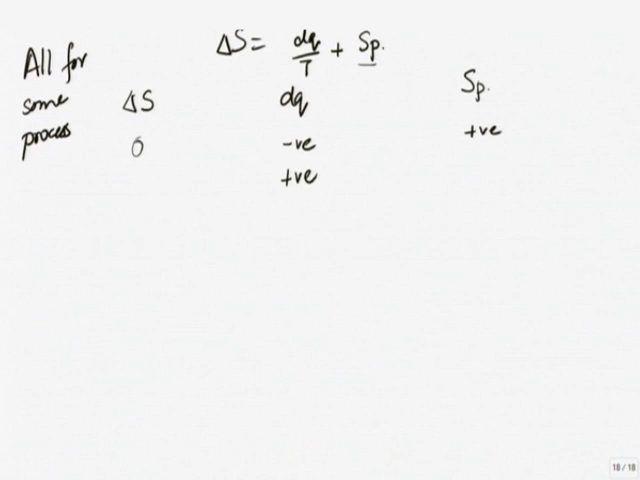 ΔS = dq/T + Sp.
All for
some ΔS dq Sp.
process 0 -ve +ve
+ve
18 / 18